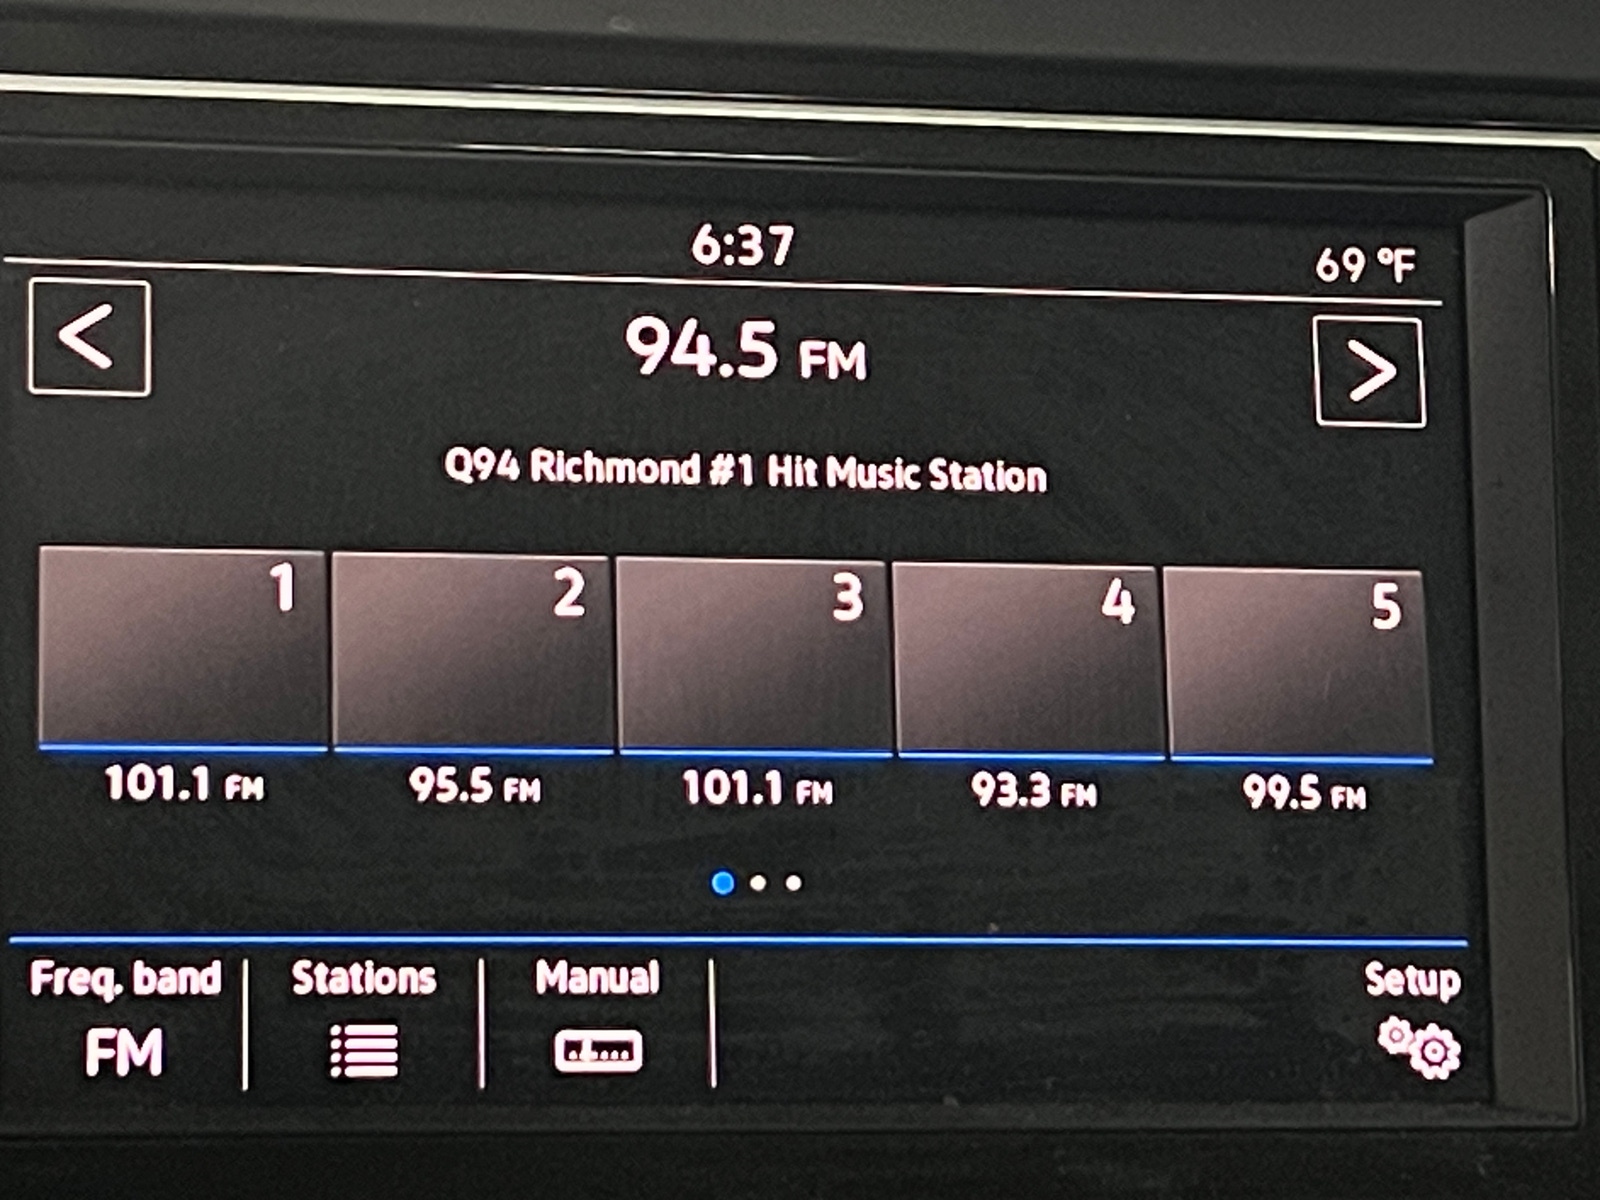 6:37
69 °F
<
94.5 FM
>
Q94 Richmond #1 Hit Music Station
1 2 3 4 5
101.1 FM 95.5 FM 101.1 FM 93.3 FM 99.5 FM
Freq. band Stations Manual Setup
FM